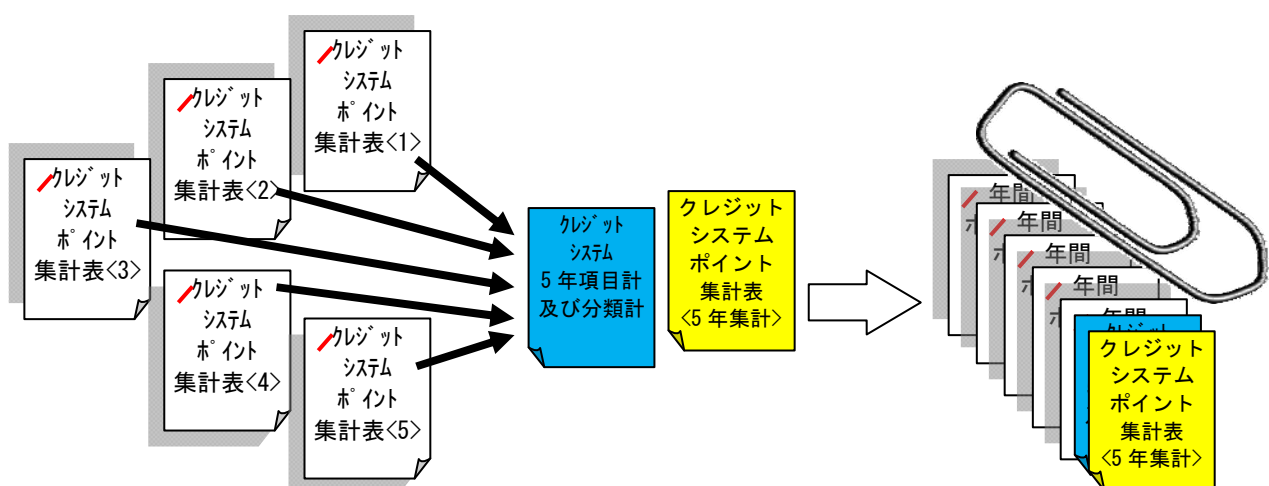 クレジット
システム
ポイント
集計表<1>
クレジット
システム
ポイント
集計表<2>
クレジット
システム
ポイント
集計表<3>
クレジット
システム
ポイント
集計表<4>
クレジット
システム
ポイント
集計表<5>
クレジット
システム
5年項目計
及び分類計
クレジット
システム
ポイント
集計表
<5年集計>
年間
ポ
年間
年間
年間
年間
クレジット
クレジット
システム
ポイント
集計表
<5年集計>